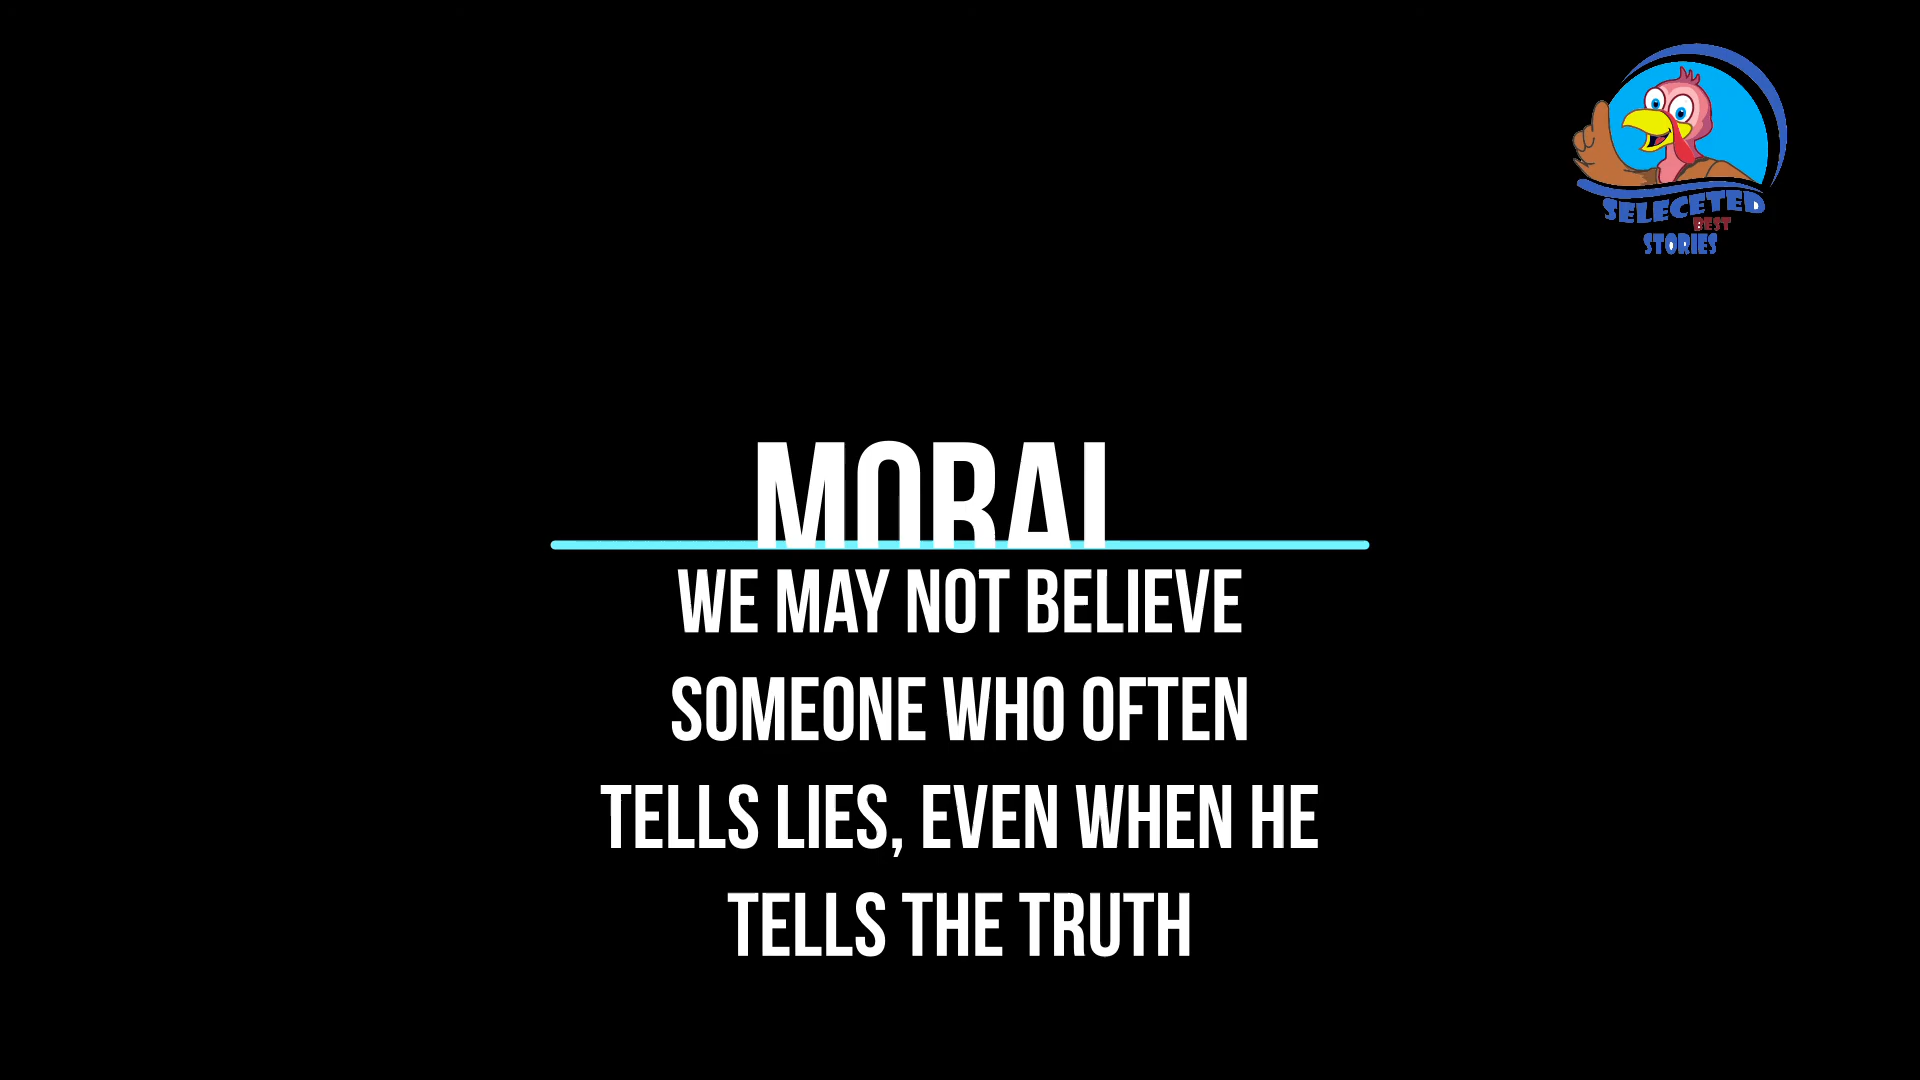 SELECETED
BEST
STORIES
MORAL
WE MAY NOT BELIEVE
SOMEONE WHO OFTEN
TELLS LIES, EVEN WHEN HE
TELLS THE TRUTH